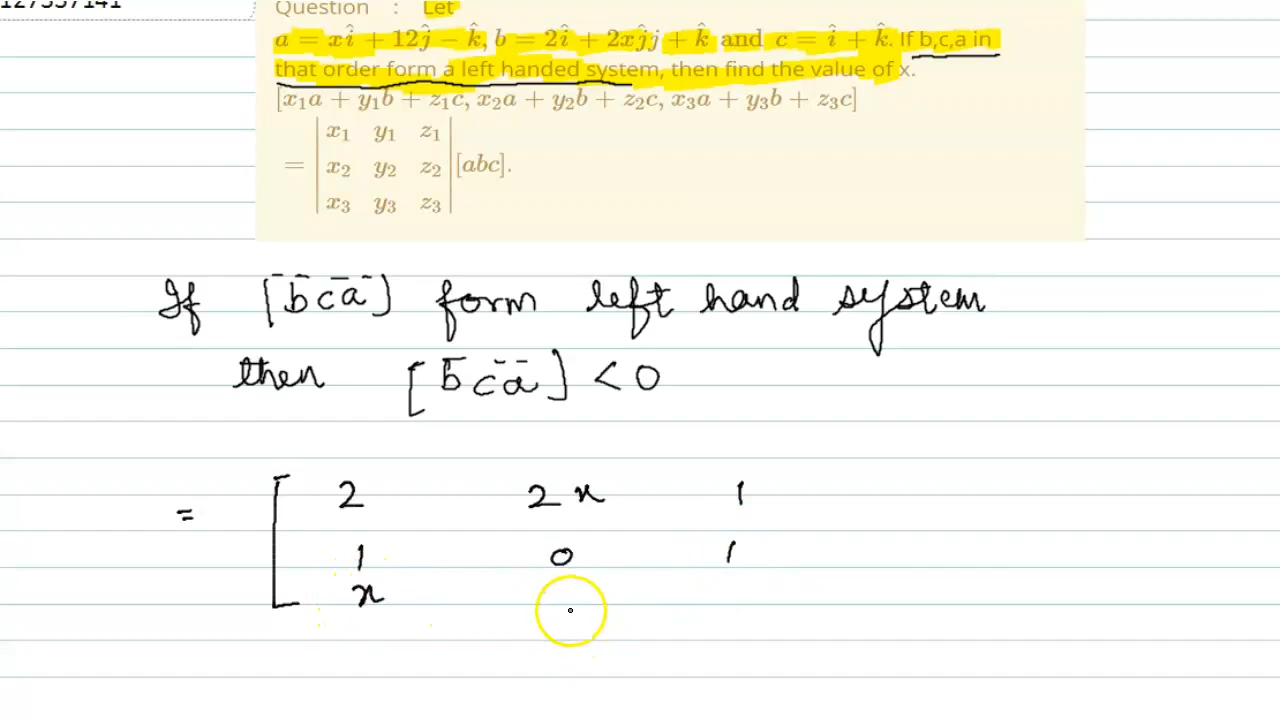 Question : Let
a = xî + 12ĵ − k̂, b = 2î + 2xĵj + k̂ and c = î + k̂. If b,c,a in
that order form a left handed system, then find the value of x.
[x₁a + y₁b + z₁c, x₂a + y₂b + z₂c, x₃a + y₃b + z₃c]
x₁ y₁ z₁
= x₂ y₂ z₂ [abc].
x₃ y₃ z₃
If [b̄ c̄ ā] form left hand system
then [b̄ c̄ ā] < 0
= [ 2 2x 1
1 0 1
x